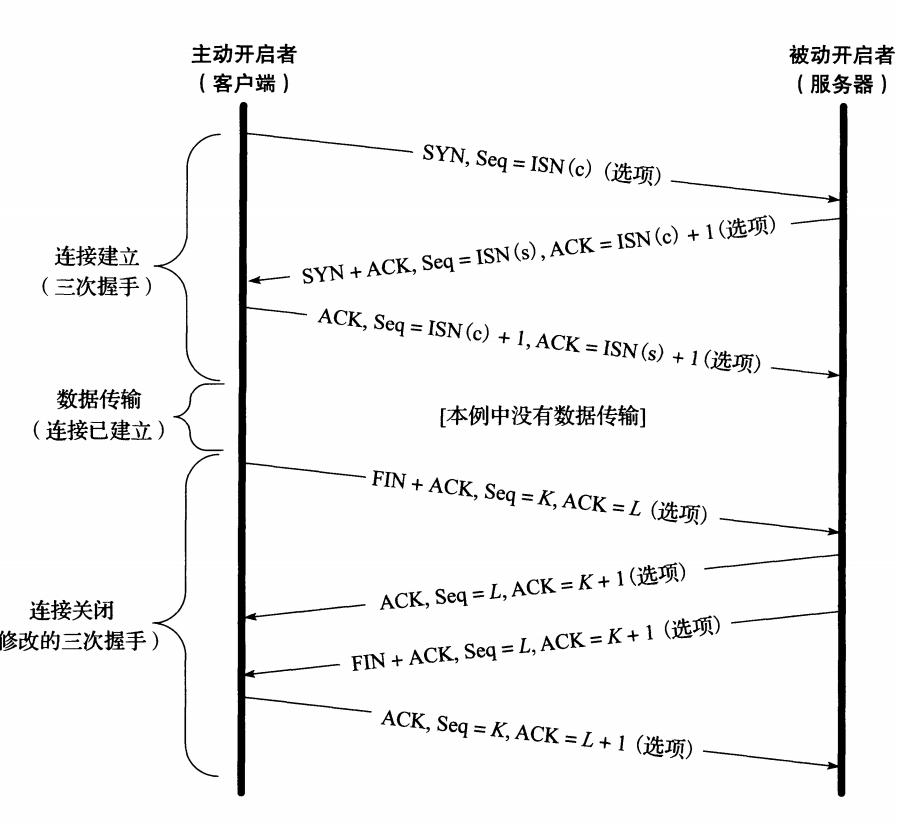 主动开启者
（客户端）
被动开启者
（服务器）
SYN, Seq = ISN(c) (选项)
SYN + ACK, Seq = ISN(s), ACK = ISN(c) + 1(选项)
连接建立
（三次握手）
ACK, Seq = ISN(c) + 1, ACK = ISN(s) + 1(选项)
数据传输
（连接已建立）
[本例中没有数据传输]
FIN + ACK, Seq = K, ACK = L (选项)
ACK, Seq = L, ACK = K + 1(选项)
连接关闭
修改的三次握手）
FIN + ACK, Seq = L, ACK = K + 1 (选项)
ACK, Seq = K, ACK = L + 1 (选项)